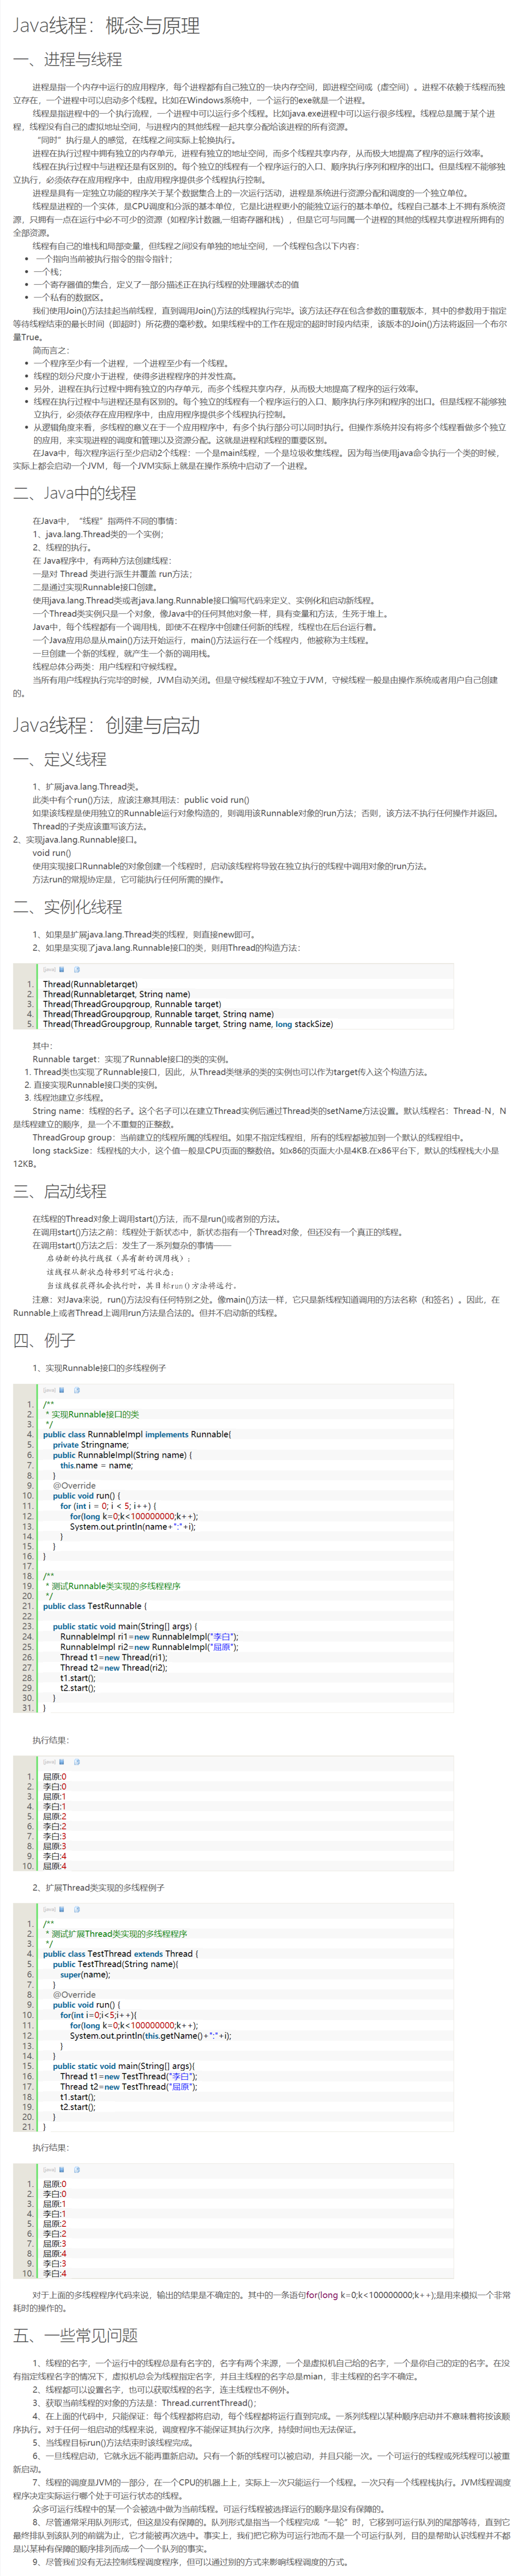 Java线程：概念与原理
一、进程与线程
进程是指一个内存中运行的应用程序，每个进程都有自己独立的一块内存空间，即进程空间或（虚空间）。进程不依赖于线程而独
立存在，一个进程中可以启动多个线程。比如在Windows系统中，一个运行的exe就是一个进程。
线程是指进程中的一个执行流程，一个进程中可以运行多个线程。比如java.exe进程中可以运行很多线程。线程总是属于某个进
程，线程没有自己的虚拟地址空间，与进程内的其他线程一起共享分配给该进程的所有资源。
“同时”执行是人的感觉，在线程之间实际上轮换执行。
进程在执行过程中拥有独立的内存单元，进程有独立的地址空间，而多个线程共享内存，从而极大地提高了程序的运行效率。
线程在执行过程中与进程还是有区别的。每个独立的线程有一个程序运行的入口、顺序执行序列和程序的出口。但是线程不能够独
立执行，必须依存在应用程序中，由应用程序提供多个线程执行控制。
进程是具有一定独立功能的程序关于某个数据集合上的一次运行活动，进程是系统进行资源分配和调度的一个独立单位。
线程是进程的一个实体，是CPU调度和分派的基本单位，它是比进程更小的能独立运行的基本单位。线程自己基本上不拥有系统资
源，只拥有一点在运行中必不可少的资源（如程序计数器,一组寄存器和栈），但是它可与同属一个进程的其他的线程共享进程所拥有的
全部资源。
线程有自己的堆栈和局部变量，但线程之间没有单独的地址空间，一个线程包含以下内容：
• 一个指向当前被执行指令的指令指针；
• 一个栈；
• 一个寄存器值的集合，定义了一部分描述正在执行线程的处理器状态的值
• 一个私有的数据区。
我们使用Join()方法挂起当前线程，直到调用Join()方法的线程执行完毕。该方法还存在包含参数的重载版本，其中的参数用于指定
等待线程结束的最长时间（即超时）所花费的毫秒数。如果线程中的工作在规定的超时时段内结束，该版本的Join()方法将返回一个布尔
量True。
简而言之：
• 一个程序至少有一个进程，一个进程至少有一个线程。
• 线程的划分尺度小于进程，使得多进程程序的并发性高。
• 另外，进程在执行过程中拥有独立的内存单元，而多个线程共享内存，从而极大地提高了程序的运行效率。
• 线程在执行过程中与进程还是有区别的。每个独立的线程有一个程序运行的入口、顺序执行序列和程序的出口。但是线程不能够独
立执行，必须依存在应用程序中，由应用程序提供多个线程执行控制。
• 从逻辑角度来看，多线程的意义在于一个应用程序中，有多个执行部分可以同时执行。但操作系统并没有将多个线程看做多个独立
的应用，来实现进程的调度和管理以及资源分配。这就是进程和线程的重要区别。
在Java中，每次程序运行至少启动2个线程：一个是main线程，一个是垃圾收集线程。因为每当使用java命令执行一个类的时候，
实际上都会启动一个JVM，每一个JVM实际上就是在操作系统中启动了一个进程。
二、Java中的线程
在Java中，“线程”指两件不同的事情：
1、java.lang.Thread类的一个实例；
2、线程的执行。
在 Java程序中，有两种方法创建线程：
一是对 Thread 类进行派生并覆盖 run方法；
二是通过实现Runnable接口创建。
使用java.lang.Thread类或者java.lang.Runnable接口编写代码来定义、实例化和启动新线程。
一个Thread类实例只是一个对象，像Java中的任何其他对象一样，具有变量和方法，生死于堆上。
Java中，每个线程都有一个调用栈，即使不在程序中创建任何新的线程，线程也在后台运行着。
一个Java应用总是从main()方法开始运行，main()方法运行在一个线程内，他被称为主线程。
一旦创建一个新的线程，就产生一个新的调用栈。
线程总体分两类：用户线程和守候线程。
当所有用户线程执行完毕的时候，JVM自动关闭。但是守候线程却不独立于JVM，守候线程一般是由操作系统或者用户自己创建
的。
Java线程：创建与启动
一、定义线程
1、扩展java.lang.Thread类。
此类中有个run()方法，应该注意其用法：public void run()
如果该线程是使用独立的Runnable运行对象构造的，则调用该Runnable对象的run方法；否则，该方法不执行任何操作并返回。
Thread的子类应该重写该方法。
2、实现java.lang.Runnable接口。
void run()
使用实现接口Runnable的对象创建一个线程时，启动该线程将导致在独立执行的线程中调用对象的run方法。
方法run的常规协定是，它可能执行任何所需的操作。
二、实例化线程
1、如果是扩展java.lang.Thread类的线程，则直接new即可。
2、如果是实现了java.lang.Runnable接口的类，则用Thread的构造方法：
[java]
1. Thread(Runnabletarget)
2. Thread(Runnabletarget, String name)
3. Thread(ThreadGroupgroup, Runnable target)
4. Thread(ThreadGroupgroup, Runnable target, String name)
5. Thread(ThreadGroupgroup, Runnable target, String name, long stackSize)
其中：
Runnable target：实现了Runnable接口的类的实例。
1. Thread类也实现了Runnable接口，因此，从Thread类继承的类的实例也可以作为target传入这个构造方法。
2. 直接实现Runnable接口类的实例。
3. 线程池建立多线程。
String name：线程的名子。这个名子可以在建立Thread实例后通过Thread类的setName方法设置。默认线程名：Thread-N，N
是线程建立的顺序，是一个不重复的正整数。
ThreadGroup group：当前建立的线程所属的线程组。如果不指定线程组，所有的线程都被加到一个默认的线程组中。
long stackSize：线程栈的大小，这个值一般是CPU页面的整数倍。如x86的页面大小是4KB.在x86平台下，默认的线程栈大小是
12KB。
三、启动线程
在线程的Thread对象上调用start()方法，而不是run()或者别的方法。
在调用start()方法之前：线程处于新状态中，新状态指有一个Thread对象，但还没有一个真正的线程。
在调用start()方法之后：发生了一系列复杂的事情——
启动新的执行线程（具有新的调用栈）；
该线程从新状态转移到可运行状态；
当该线程获得机会执行时，其目标run()方法将运行。
注意：对Java来说，run()方法没有任何特别之处。像main()方法一样，它只是新线程知道调用的方法名称（和签名）。因此，在
Runnable上或者Thread上调用run方法是合法的。但并不启动新的线程。
四、例子
1、实现Runnable接口的多线程例子
[java]
1. /**
2. * 实现Runnable接口的类
3. */
4. public class RunnableImpl implements Runnable{
5. private Stringname;
6. public RunnableImpl(String name) {
7. this.name = name;
8. }
9. @Override
10. public void run() {
11. for (int i = 0; i < 5; i++) {
12. for(long k=0;k<100000000;k++);
13. System.out.println(name+":"+i);
14. }
15. }
16. }
17.
18. /**
19. * 测试Runnable类实现的多线程程序
20. */
21. public class TestRunnable {
22.
23. public static void main(String[] args) {
24. RunnableImpl ri1=new RunnableImpl("李白");
25. RunnableImpl ri2=new RunnableImpl("屈原");
26. Thread t1=new Thread(ri1);
27. Thread t2=new Thread(ri2);
28. t1.start();
29. t2.start();
30. }
31. }
执行结果：
[java]
1. 屈原:0
2. 李白:0
3. 屈原:1
4. 李白:1
5. 屈原:2
6. 李白:2
7. 李白:3
8. 屈原:3
9. 李白:4
10. 屈原:4
2、扩展Thread类实现的多线程例子
[java]
1. /**
2. * 测试扩展Thread类实现的多线程程序
3. */
4. public class TestThread extends Thread {
5. public TestThread(String name){
6. super(name);
7. }
8. @Override
9. public void run() {
10. for(int i=0;i<5;i++){
11. for(long k=0;k<100000000;k++);
12. System.out.println(this.getName()+":"+i);
13. }
14. }
15. public static void main(String[] args){
16. Thread t1=new TestThread("李白");
17. Thread t2=new TestThread("屈原");
18. t1.start();
19. t2.start();
20. }
21. }
执行结果：
[java]
1. 屈原:0
2. 李白:0
3. 屈原:1
4. 李白:1
5. 屈原:2
6. 李白:2
7. 屈原:3
8. 屈原:4
9. 李白:3
10. 李白:4
对于上面的多线程程序代码来说，输出的结果是不确定的。其中的一条语句for(long k=0;k<100000000;k++);是用来模拟一个非常
耗时的操作的。
五、一些常见问题
1、线程的名字，一个运行中的线程总是有名字的，名字有两个来源，一个是虚拟机自己给的名字，一个是你自己的定的名字。在没
有指定线程名字的情况下，虚拟机总会为线程指定名字，并且主线程的名字总是mian，非主线程的名字不确定。
2、线程都可以设置名字，也可以获取线程的名字，连主线程也不例外。
3、获取当前线程的对象的方法是：Thread.currentThread()；
4、在上面的代码中，只能保证：每个线程都将启动，每个线程都将运行直到完成。一系列线程以某种顺序启动并不意味着将按该顺
序执行。对于任何一组启动的线程来说，调度程序不能保证其执行次序，持续时间也无法保证。
5、当线程目标run()方法结束时该线程完成。
6、一旦线程启动，它就永远不能再重新启动。只有一个新的线程可以被启动，并且只能一次。一个可运行的线程或死线程可以被重
新启动。
7、线程的调度是JVM的一部分，在一个CPU的机器上上，实际上一次只能运行一个线程。一次只有一个线程栈执行。JVM线程调度
程序决定实际运行哪个处于可运行状态的线程。
众多可运行线程中的某一个会被选中做为当前线程。可运行线程被选择运行的顺序是没有保障的。
8、尽管通常采用队列形式，但这是没有保障的。队列形式是指当一个线程完成“一轮”时，它移到可运行队列的尾部等待，直到它
最终排队到该队列的前端为止，它才能被再次选中。事实上，我们把它称为可运行池而不是一个可运行队列，目的是帮助认识线程并不都
是以某种有保障的顺序排列而成一个一个队列的事实。
9、尽管我们没有无法控制线程调度程序，但可以通过别的方式来影响线程调度的方式。